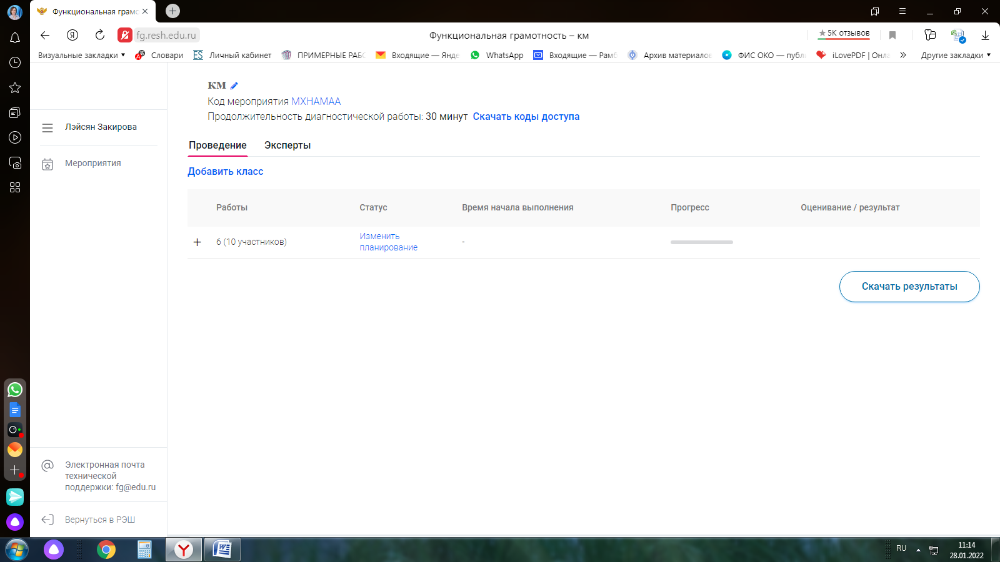 Функциональная грамо
fg.resh.edu.ru
Функциональная грамотность – км
5К отзывов
Визуальные закладки
Словари
ES Личный кабинет
ПРИМЕРНЫЕ РАБ
Входящие — Янде
WhatsApp
Входящие — Рамб
Архив материало
ФИС ОКО — публ
iLovePDF | Онла
Другие закладки
Лэйсян Закирова
Мероприятия
Электронная почта
технической
поддержки: fg@edu.ru
Вернуться в РЭШ
км
Код мероприятия MXHAMAA
Продолжительность диагностической работы: 30 минут Скачать коды доступа
Проведение Эксперты
Добавить класс
Работы Статус Время начала выполнения Прогресс Оценивание / результат
6 (10 участников) Изменить
планирование
-
Скачать результаты
RU
11:14
28.01.2022